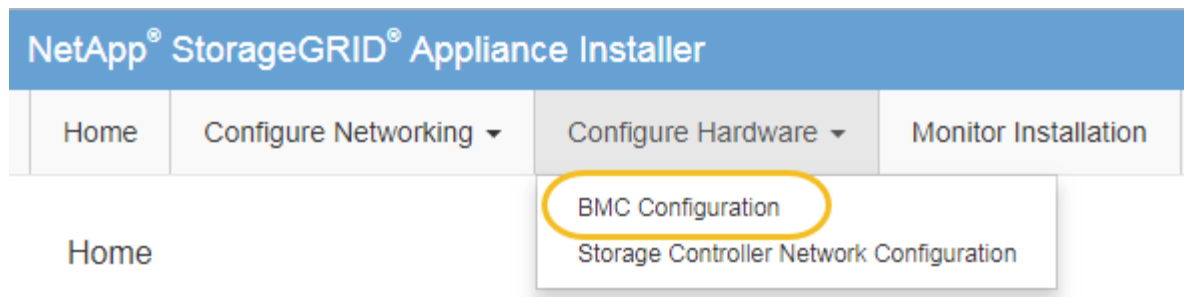 NetApp® StorageGRID® Appliance Installer
Home Configure Networking Configure Hardware Monitor Installation
BMC Configuration
Storage Controller Network Configuration
Home